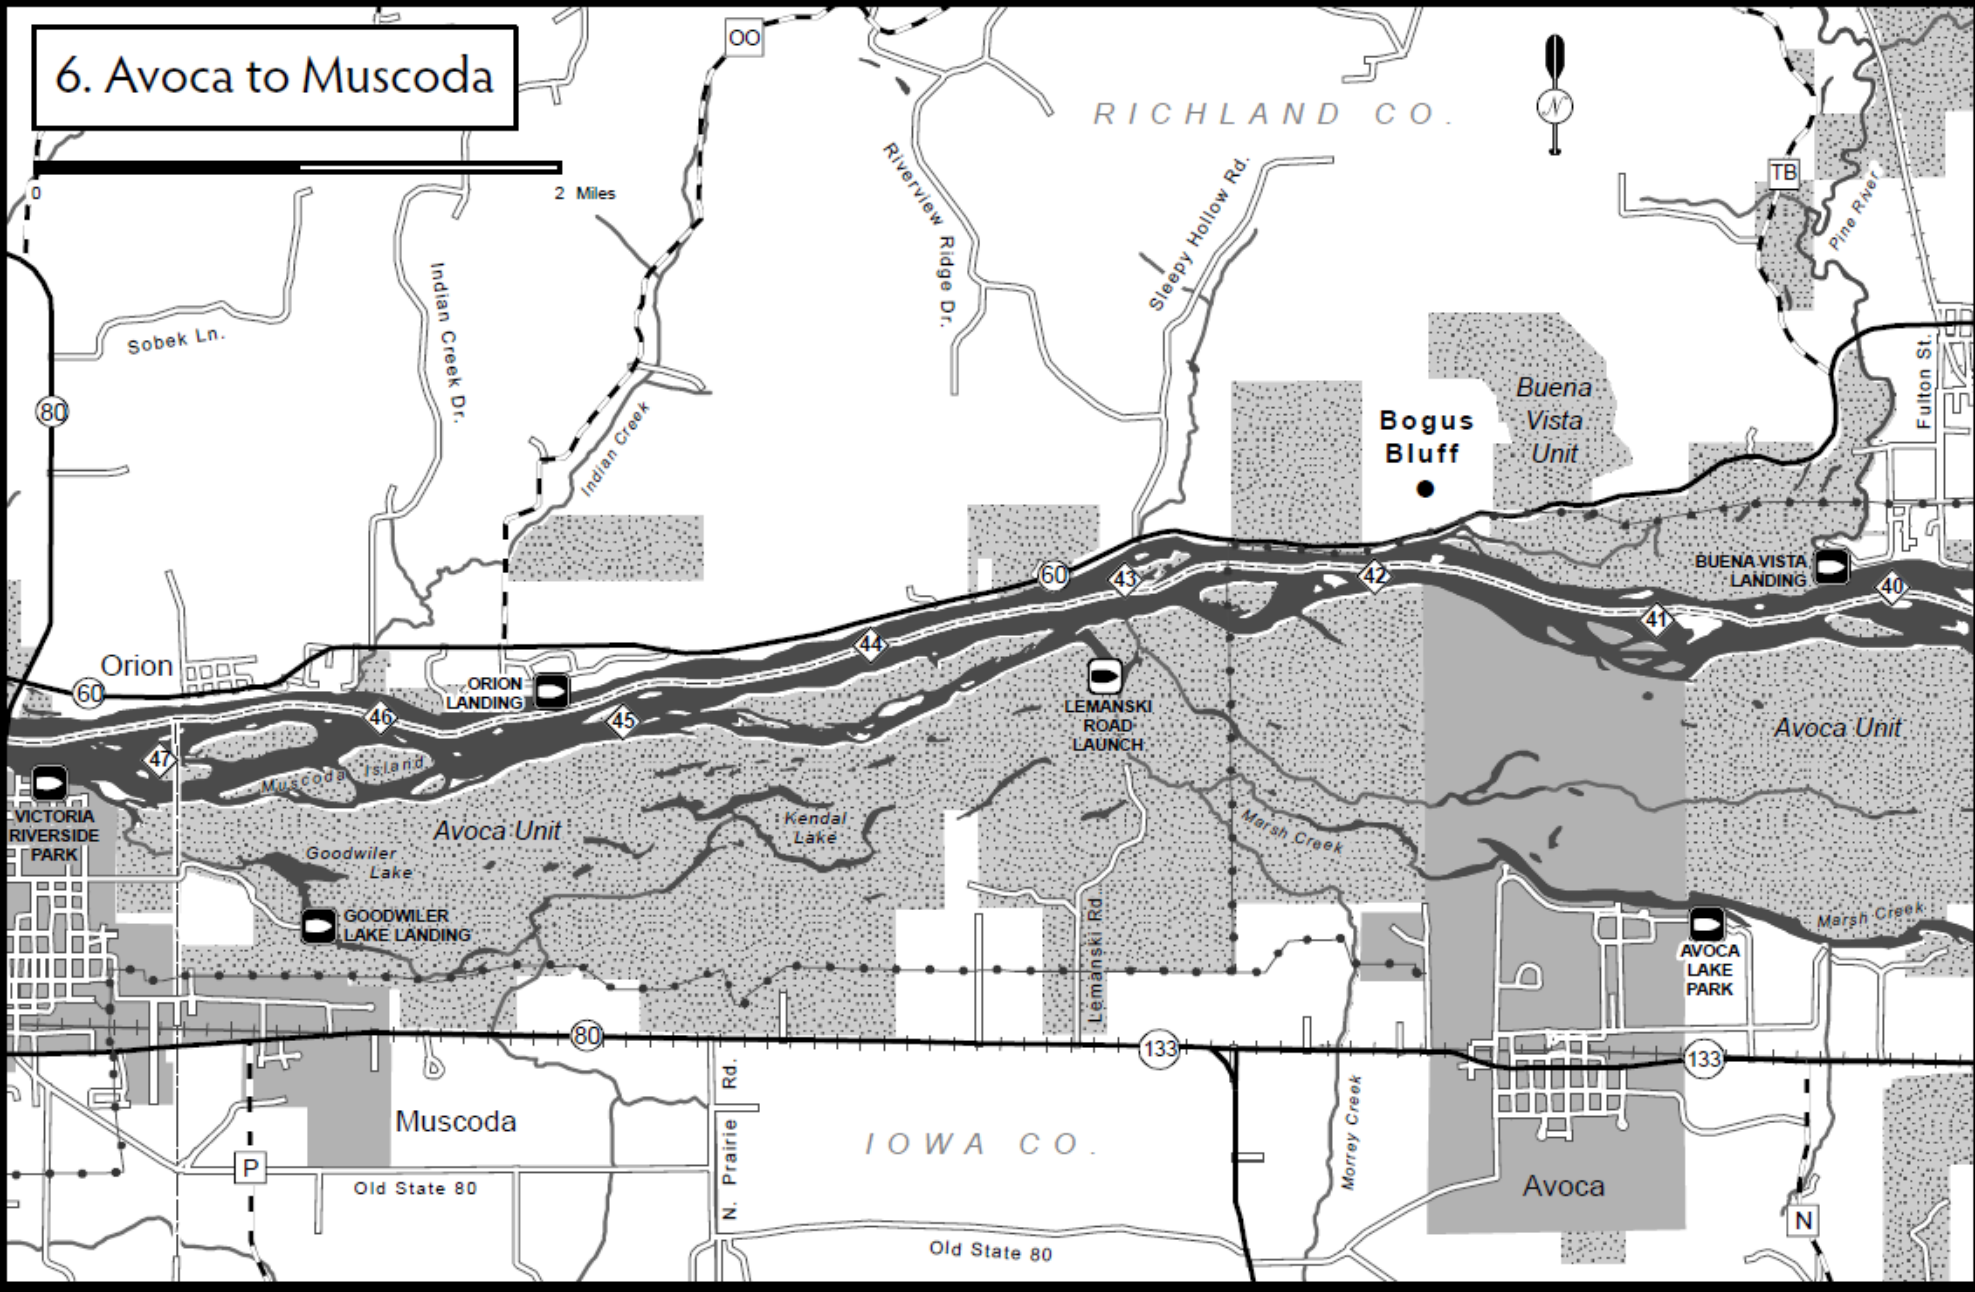 6. Avoca to Muscoda
0
2 Miles
OO
RICHLAND CO.
N
TB
Pine River
Riverview Ridge Dr.
Sleepy Hollow Rd.
Indian Creek Dr.
Sobek Ln.
80
Indian Creek
Fulton St.
Buena
Vista
Unit
Bogus
Bluff
BUENA VISTA
LANDING
60
43
42
41
40
44
Orion
60
ORION
LANDING
46
45
47
LEMANSKI
ROAD
LAUNCH
Avoca Unit
Muscoda Island
VICTORIA
RIVERSIDE
PARK
Avoca Unit
Kendal
Lake
Marsh Creek
Goodwiler
Lake
GOODWILER
LAKE LANDING
Lemanski Rd
Marsh Creek
AVOCA
LAKE
PARK
80
133
133
N. Prairie Rd.
Muscoda
IOWA CO.
Morrey Creek
P
Old State 80
Avoca
N
Old State 80